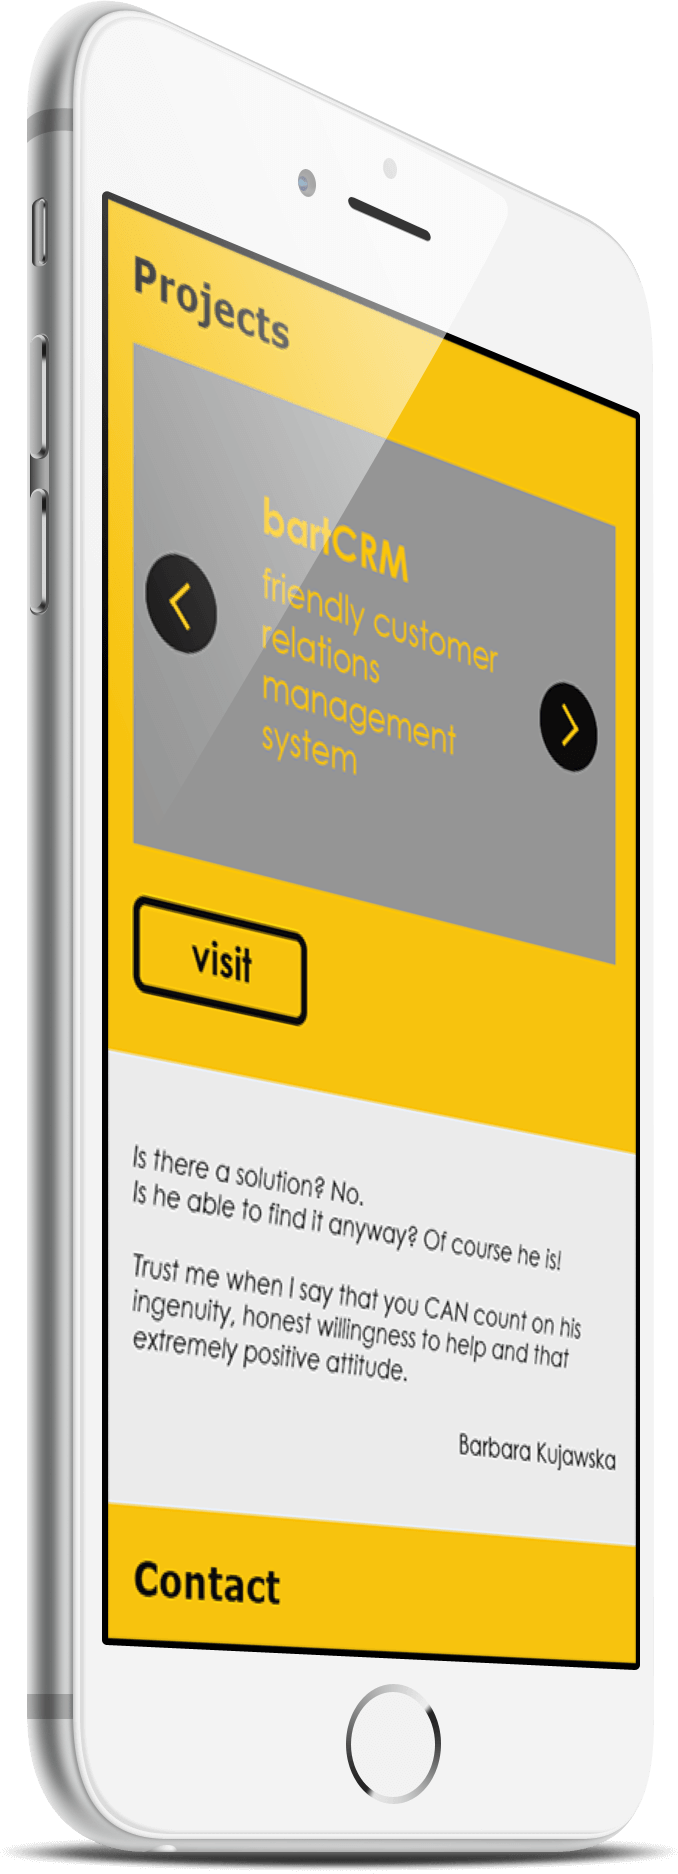 Projects
bartCRM
friendly customer
relations
management
system
visit
Is there a solution? No.
Is he able to find it anyway? Of course he is!
Trust me when I say that you CAN count on his
ingenuity, honest willingness to help and that
extremely positive attitude.
Barbara Kujawska
Contact